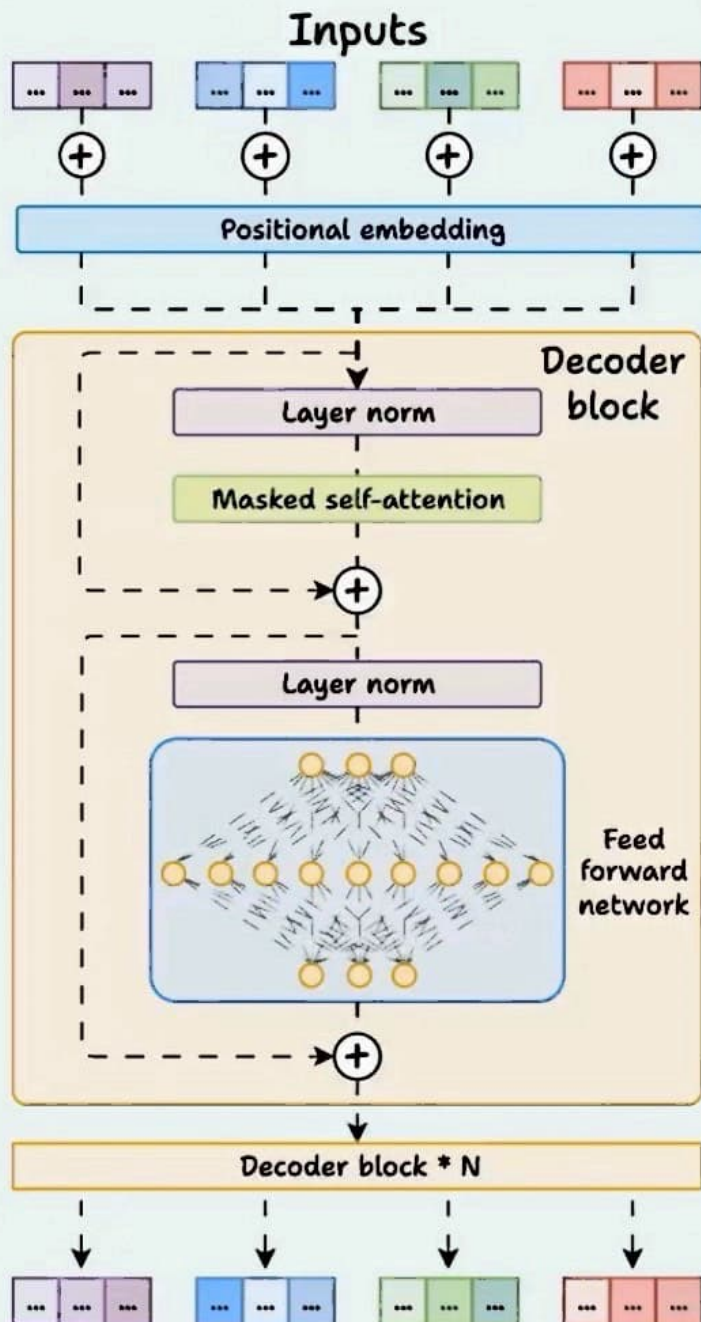 Inputs
... ... ... ... ... ... ... ... ... ... ... ...
+ + + +
Positional embedding
Decoder
block
Layer norm
Masked self-attention
+
Layer norm
Feed
forward
network
+
Decoder block * N
... ... ... ... ... ... ... ... ... ... ... ...